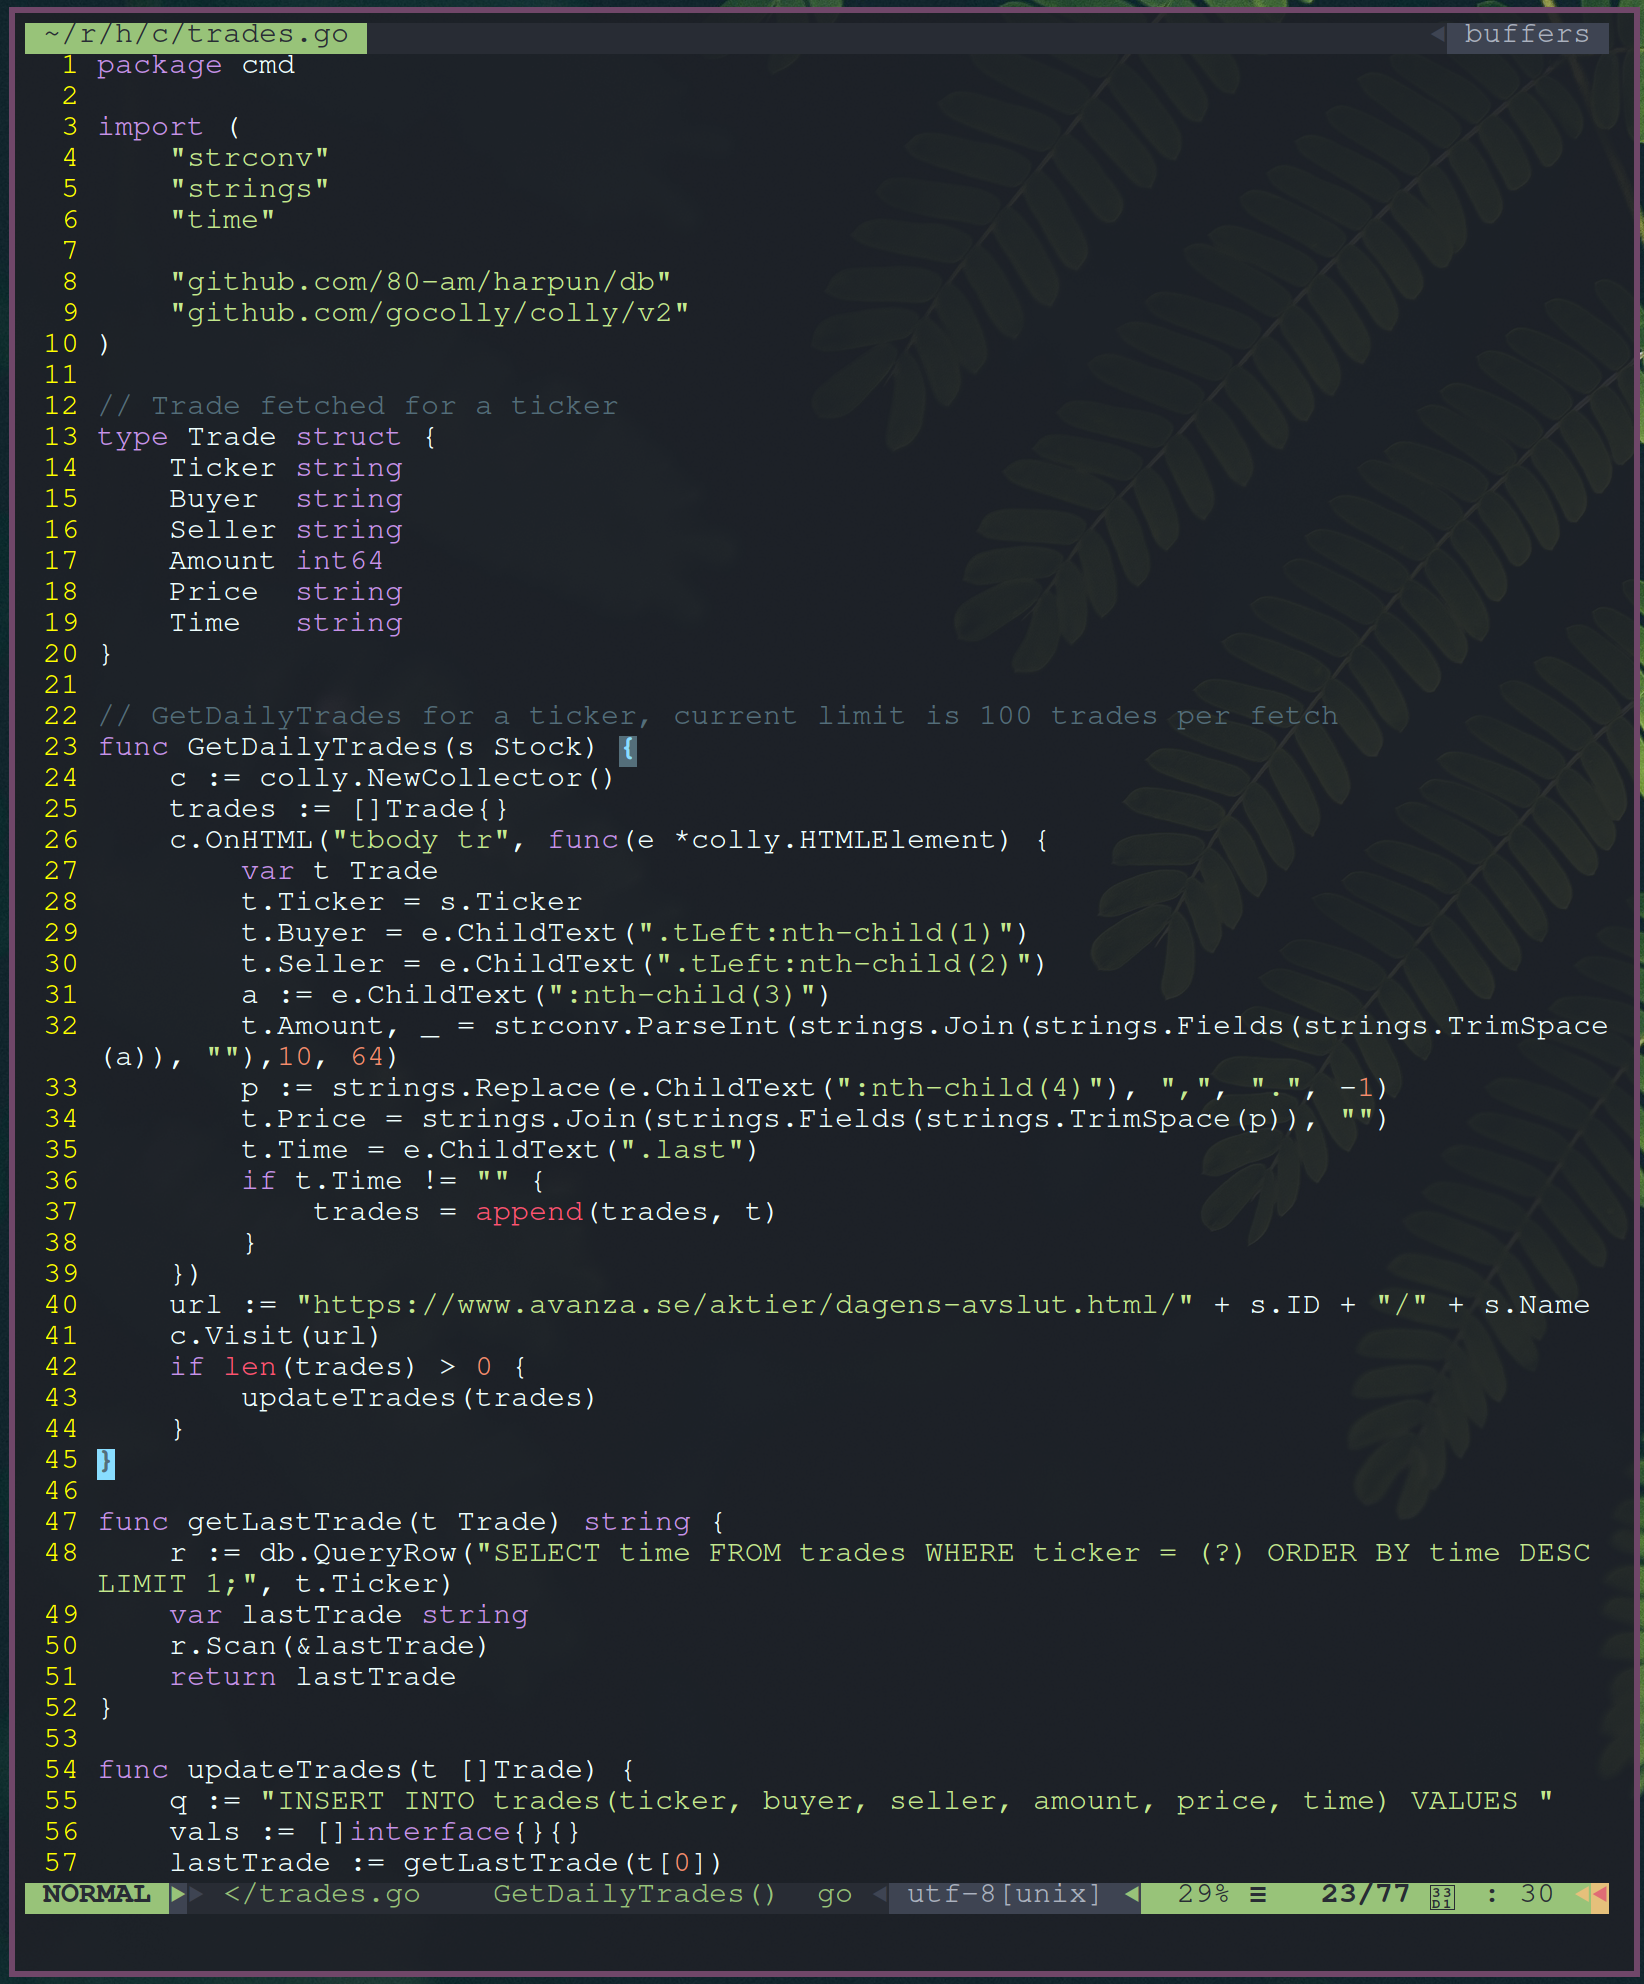 ~/r/h/c/trades.go buffers
1 package cmd
2
3 import (
4     "strconv"
5     "strings"
6     "time"
7
8     "github.com/80-am/harpun/db"
9     "github.com/gocolly/colly/v2"
10 )
11
12 // Trade fetched for a ticker
13 type Trade struct {
14     Ticker string
15     Buyer  string
16     Seller string
17     Amount int64
18     Price  string
19     Time   string
20 }
21
22 // GetDailyTrades for a ticker, current limit is 100 trades per fetch
23 func GetDailyTrades(s Stock) {
24     c := colly.NewCollector()
25     trades := []Trade{}
26     c.OnHTML("tbody tr", func(e *colly.HTMLElement) {
27         var t Trade
28         t.Ticker = s.Ticker
29         t.Buyer = e.ChildText(".tLeft:nth-child(1)")
30         t.Seller = e.ChildText(".tLeft:nth-child(2)")
31         a := e.ChildText(":nth-child(3)")
32         t.Amount, _ = strconv.ParseInt(strings.Join(strings.Fields(strings.TrimSpace
(a)), ""),10, 64)
33         p := strings.Replace(e.ChildText(":nth-child(4)"), ",", ".", -1)
34         t.Price = strings.Join(strings.Fields(strings.TrimSpace(p)), "")
35         t.Time = e.ChildText(".last")
36         if t.Time != "" {
37             trades = append(trades, t)
38         }
39     })
40     url := "https://www.avanza.se/aktier/dagens-avslut.html/" + s.ID + "/" + s.Name
41     c.Visit(url)
42     if len(trades) > 0 {
43         updateTrades(trades)
44     }
45 }
46
47 func getLastTrade(t Trade) string {
48     r := db.QueryRow("SELECT time FROM trades WHERE ticker = (?) ORDER BY time DESC
LIMIT 1;", t.Ticker)
49     var lastTrade string
50     r.Scan(&lastTrade)
51     return lastTrade
52 }
53
54 func updateTrades(t []Trade) {
55     q := "INSERT INTO trades(ticker, buyer, seller, amount, price, time) VALUES "
56     vals := []interface{}{}
57     lastTrade := getLastTrade(t[0])
NORMAL </trades.go GetDailyTrades() go utf-8[unix] 29% ≡ 23/77 ㏑ : 30